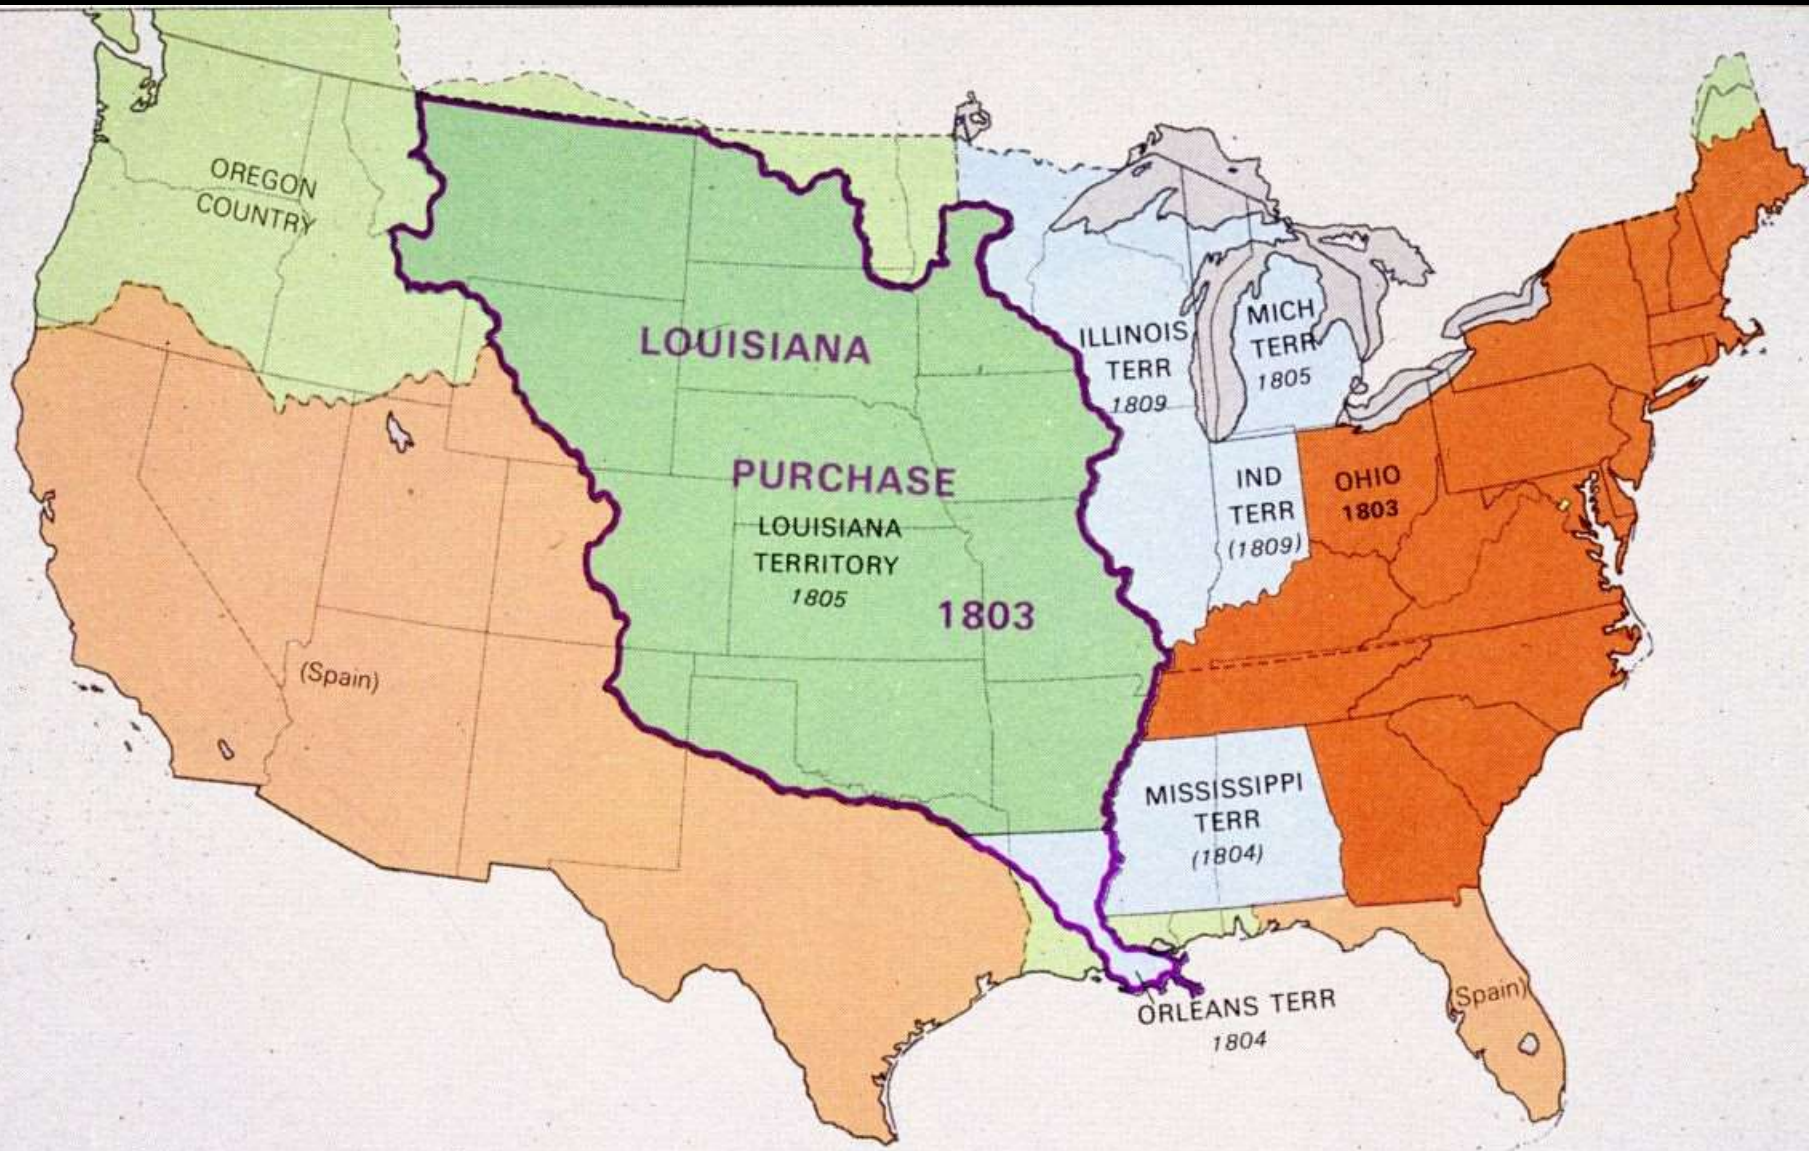 OREGON
COUNTRY
LOUISIANA
PURCHASE
LOUISIANA
TERRITORY
1805
1803
(Spain)
ILLINOIS
TERR
1809
MICH
TERR
1805
IND
TERR
(1809)
OHIO
1803
MISSISSIPPI
TERR
(1804)
ORLEANS TERR
1804
(Spain)